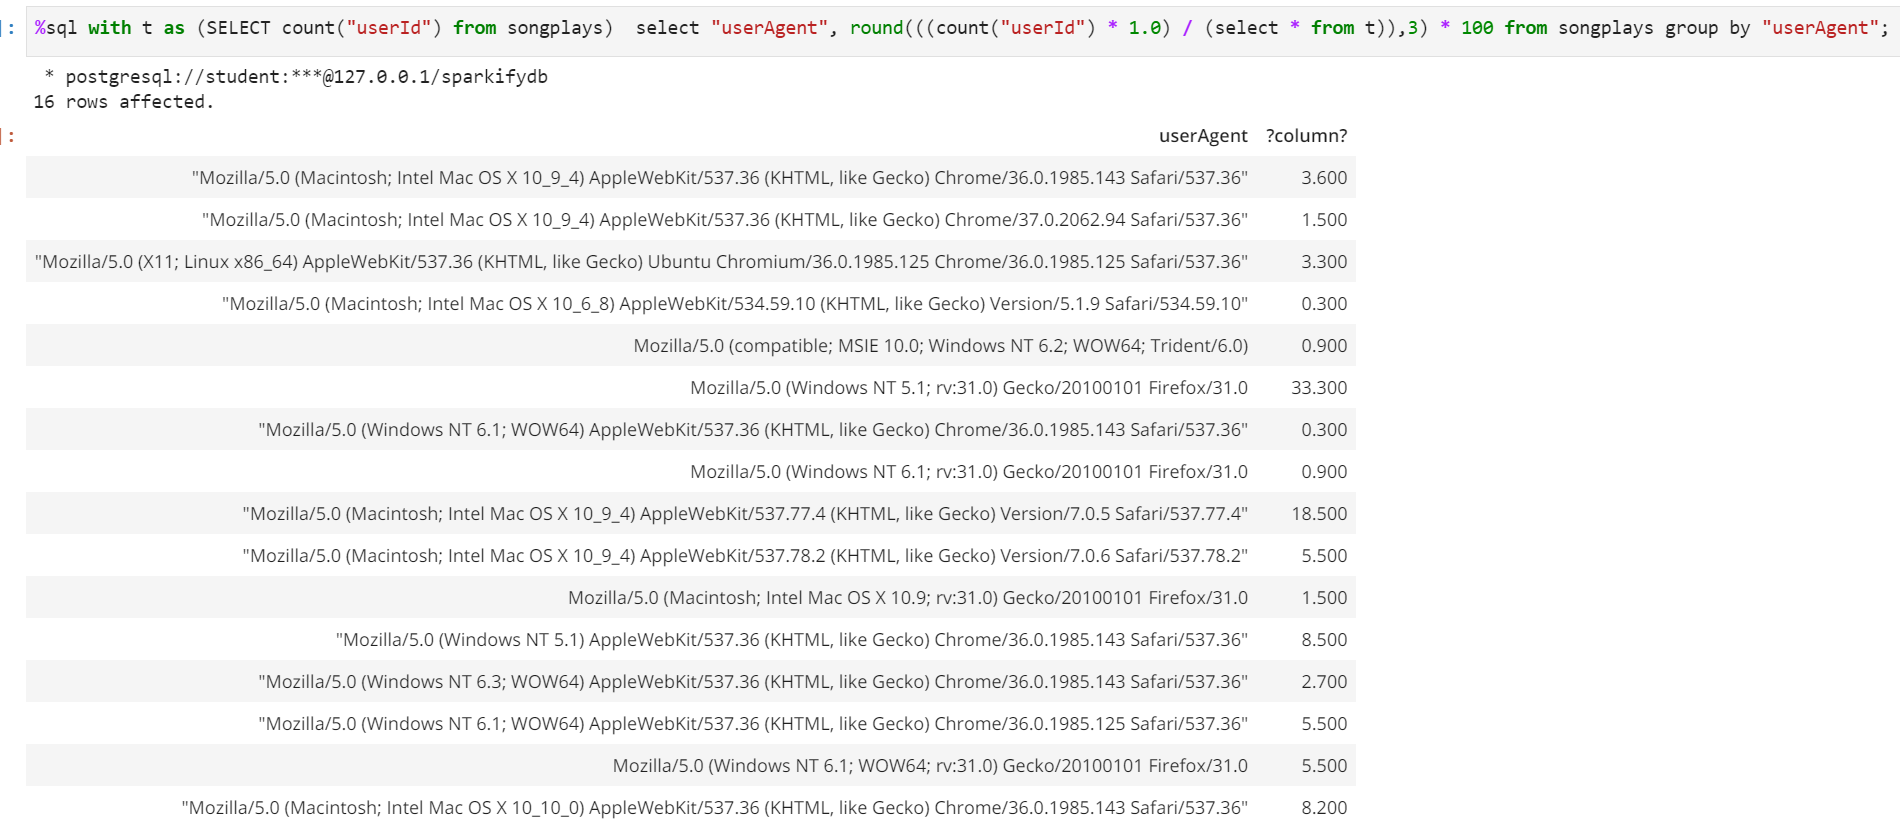 ]: %sql with t as (SELECT count("userId") from songplays)  select "userAgent", round(((count("userId") * 1.0) / (select * from t)),3) * 100 from songplays group by "userAgent";
* postgresql://student:***@127.0.0.1/sparkifydb
16 rows affected.
]:
userAgent ?column?
"Mozilla/5.0 (Macintosh; Intel Mac OS X 10_9_4) AppleWebKit/537.36 (KHTML, like Gecko) Chrome/36.0.1985.143 Safari/537.36" 3.600
"Mozilla/5.0 (Macintosh; Intel Mac OS X 10_9_4) AppleWebKit/537.36 (KHTML, like Gecko) Chrome/37.0.2062.94 Safari/537.36" 1.500
"Mozilla/5.0 (X11; Linux x86_64) AppleWebKit/537.36 (KHTML, like Gecko) Ubuntu Chromium/36.0.1985.125 Chrome/36.0.1985.125 Safari/537.36" 3.300
"Mozilla/5.0 (Macintosh; Intel Mac OS X 10_6_8) AppleWebKit/534.59.10 (KHTML, like Gecko) Version/5.1.9 Safari/534.59.10" 0.300
Mozilla/5.0 (compatible; MSIE 10.0; Windows NT 6.2; WOW64; Trident/6.0) 0.900
Mozilla/5.0 (Windows NT 5.1; rv:31.0) Gecko/20100101 Firefox/31.0 33.300
"Mozilla/5.0 (Windows NT 6.1; WOW64) AppleWebKit/537.36 (KHTML, like Gecko) Chrome/36.0.1985.143 Safari/537.36" 0.300
Mozilla/5.0 (Windows NT 6.1; rv:31.0) Gecko/20100101 Firefox/31.0 0.900
"Mozilla/5.0 (Macintosh; Intel Mac OS X 10_9_4) AppleWebKit/537.77.4 (KHTML, like Gecko) Version/7.0.5 Safari/537.77.4" 18.500
"Mozilla/5.0 (Macintosh; Intel Mac OS X 10_9_4) AppleWebKit/537.78.2 (KHTML, like Gecko) Version/7.0.6 Safari/537.78.2" 5.500
Mozilla/5.0 (Macintosh; Intel Mac OS X 10.9; rv:31.0) Gecko/20100101 Firefox/31.0 1.500
"Mozilla/5.0 (Windows NT 5.1) AppleWebKit/537.36 (KHTML, like Gecko) Chrome/36.0.1985.143 Safari/537.36" 8.500
"Mozilla/5.0 (Windows NT 6.3; WOW64) AppleWebKit/537.36 (KHTML, like Gecko) Chrome/36.0.1985.143 Safari/537.36" 2.700
"Mozilla/5.0 (Windows NT 6.1; WOW64) AppleWebKit/537.36 (KHTML, like Gecko) Chrome/36.0.1985.125 Safari/537.36" 5.500
Mozilla/5.0 (Windows NT 6.1; WOW64; rv:31.0) Gecko/20100101 Firefox/31.0 5.500
"Mozilla/5.0 (Macintosh; Intel Mac OS X 10_10_0) AppleWebKit/537.36 (KHTML, like Gecko) Chrome/36.0.1985.143 Safari/537.36" 8.200